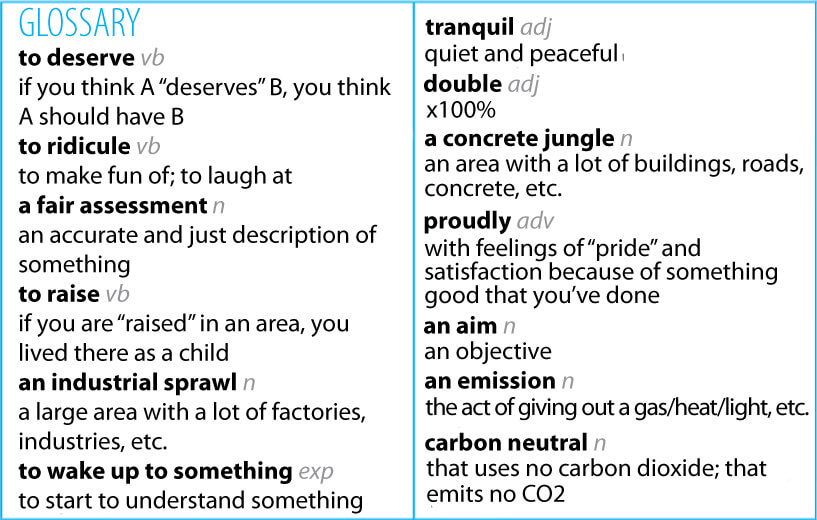 GLOSSARY
to deserve vb
if you think A “deserves” B, you think
A should have B
to ridicule vb
to make fun of; to laugh at
a fair assessment n
an accurate and just description of
something
to raise vb
if you are “raised” in an area, you
lived there as a child
an industrial sprawl n
a large area with a lot of factories,
industries, etc.
to wake up to something exp
to start to understand something
tranquil adj
quiet and peaceful
double adj
x100%
a concrete jungle n
an area with a lot of buildings, roads,
concrete, etc.
proudly adv
with feelings of “pride” and
satisfaction because of something
good that you’ve done
an aim n
an objective
an emission n
the act of giving out a gas/heat/light, etc.
carbon neutral n
that uses no carbon dioxide; that
emits no CO2